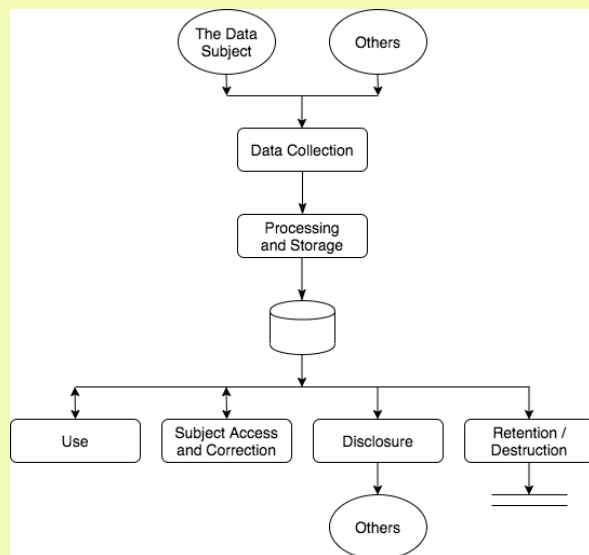 The Data
Subject
Others
Data Collection
Processing
and Storage
Use
Subject Access
and Correction
Disclosure
Retention /
Destruction
Others